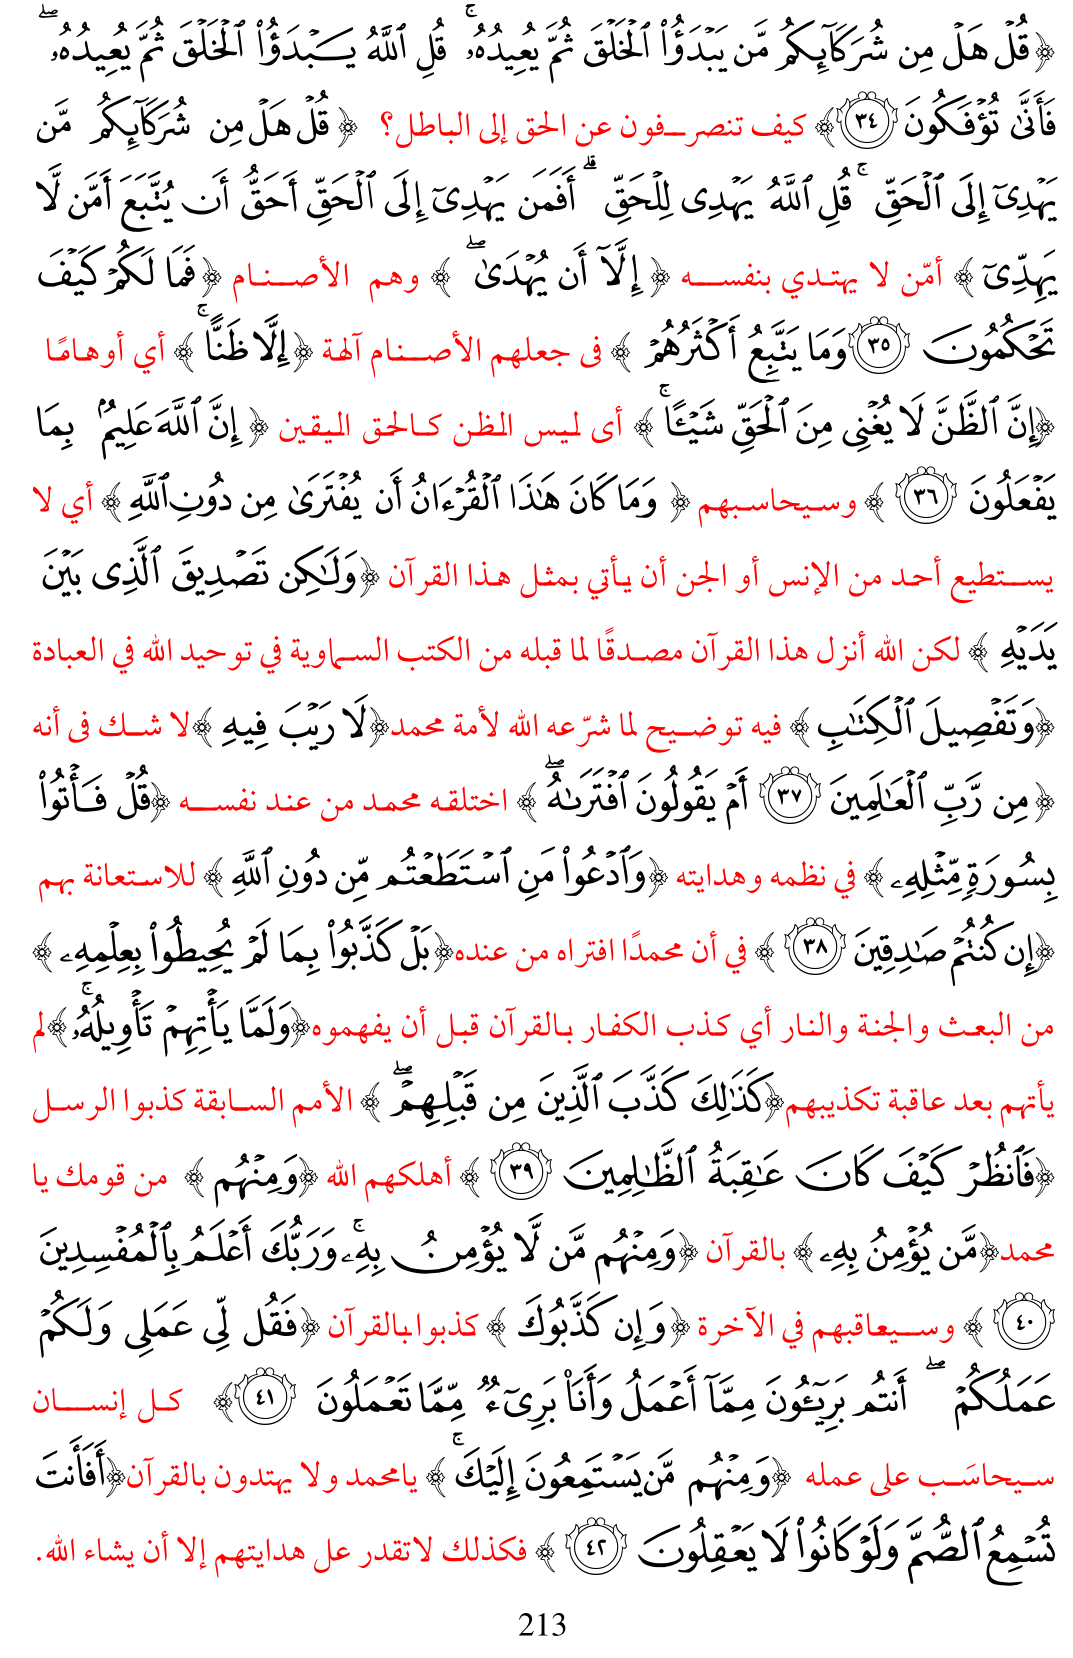 ﴿قُلۡ هَلۡ مِن شُرَكَآئِكُم مَّن يَبۡدَؤُاْ ٱلۡخَلۡقَ ثُمَّ يُعِيدُهُۥۚ قُلِ ٱللَّهُ يَبۡدَؤُاْ ٱلۡخَلۡقَ ثُمَّ يُعِيدُهُۥۖ
فَأَنَّىٰ تُؤۡفَكُونَ ٣٤﴾ كيف تنصرفون عن الحق إلى الباطل؟ ﴿قُلۡ هَلۡ مِن شُرَكَآئِكُم مَّن
يَهۡدِيٓ إِلَى ٱلۡحَقِّۚ قُلِ ٱللَّهُ يَهۡدِي لِلۡحَقِّۗ أَفَمَن يَهۡدِيٓ إِلَى ٱلۡحَقِّ أَحَقُّ أَن يُتَّبَعَ أَمَّن لَّا
يَهِدِّيٓ﴾ أمّن لا يهتدي بنفسه ﴿إِلَّآ أَن يُهۡدَىٰۖ﴾ وهم الأصنام ﴿فَمَا لَكُمۡ كَيۡفَ
تَحۡكُمُونَ ٣٥ وَمَا يَتَّبِعُ أَكۡثَرُهُمۡ﴾ فى جعلهم الأصنام آلهة ﴿إِلَّا ظَنًّاۚ﴾ أي أوهامًا
﴿إِنَّ ٱلظَّنَّ لَا يُغۡنِي مِنَ ٱلۡحَقِّ شَيۡـًٔاۚ﴾ أى ليس الظن كالحق اليقين ﴿إِنَّ ٱللَّهَ عَلِيمُۢ بِمَا
يَفۡعَلُونَ ٣٦﴾ وسيحاسبهم ﴿وَمَا كَانَ هَٰذَا ٱلۡقُرۡءَانُ أَن يُفۡتَرَىٰ مِن دُونِ ٱللَّهِ﴾ أي لا
يستطيع أحد من الإنس أو الجن أن يأتي بمثل هذا القرآن ﴿وَلَٰكِن تَصۡدِيقَ ٱلَّذِي بَيۡنَ
يَدَيۡهِ﴾ لكن الله أنزل هذا القرآن مصدقًا لما قبله من الكتب السماوية في توحيد الله في العبادة
﴿وَتَفۡصِيلَ ٱلۡكِتَٰبِ﴾ فيه توضيح لما شرّعه الله لأمة محمد﴿لَا رَيۡبَ فِيهِ﴾لا شك فى أنه
﴿مِن رَّبِّ ٱلۡعَٰلَمِينَ ٣٧ أَمۡ يَقُولُونَ ٱفۡتَرَىٰهُۖ﴾ اختلقه محمد من عند نفسه ﴿قُلۡ فَأۡتُواْ
بِسُورَةٖ مِّثۡلِهِۦ﴾ في نظمه وهدايته ﴿وَٱدۡعُواْ مَنِ ٱسۡتَطَعۡتُم مِّن دُونِ ٱللَّهِ﴾ للاستعانة بهم
﴿إِن كُنتُمۡ صَٰدِقِينَ ٣٨﴾ في أن محمدًا افتراه من عنده﴿بَلۡ كَذَّبُواْ بِمَا لَمۡ يُحِيطُواْ بِعِلۡمِهِۦ﴾
من البعث والجنة والنار أي كذب الكفار بالقرآن قبل أن يفهموه﴿وَلَمَّا يَأۡتِهِمۡ تَأۡوِيلُهُۥۚ﴾لم
يأتهم بعد عاقبة تكذيبهم﴿كَذَٰلِكَ كَذَّبَ ٱلَّذِينَ مِن قَبۡلِهِمۡۖ﴾ الأمم السابقة كذبوا الرسل
﴿فَٱنظُرۡ كَيۡفَ كَانَ عَٰقِبَةُ ٱلظَّٰلِمِينَ ٣٩﴾ أهلكهم الله ﴿وَمِنۡهُم﴾ من قومك يا
محمد﴿مَّن يُؤۡمِنُ بِهِۦ﴾ بالقرآن ﴿وَمِنۡهُم مَّن لَّا يُؤۡمِنُ بِهِۦۚ وَرَبُّكَ أَعۡلَمُ بِٱلۡمُفۡسِدِينَ
٤٠﴾ وسيعاقبهم في الآخرة ﴿وَإِن كَذَّبُوكَ﴾ كذبوا بالقرآن ﴿فَقُل لِّي عَمَلِي وَلَكُمۡ
عَمَلُكُمۡۖ أَنتُم بَرِيٓـُٔونَ مِمَّآ أَعۡمَلُ وَأَنَا۠ بَرِيٓءٞ مِّمَّا تَعۡمَلُونَ ٤١﴾ كل إنسان
سيحاسَب على عمله ﴿وَمِنۡهُم مَّن يَسۡتَمِعُونَ إِلَيۡكَۚ﴾ يامحمد ولا يهتدون بالقرآن﴿أَفَأَنتَ
تُسۡمِعُ ٱلصُّمَّ وَلَوۡ كَانُواْ لَا يَعۡقِلُونَ ٤٢﴾ فكذلك لاتقدر عل هدايتهم إلا أن يشاء الله.
213